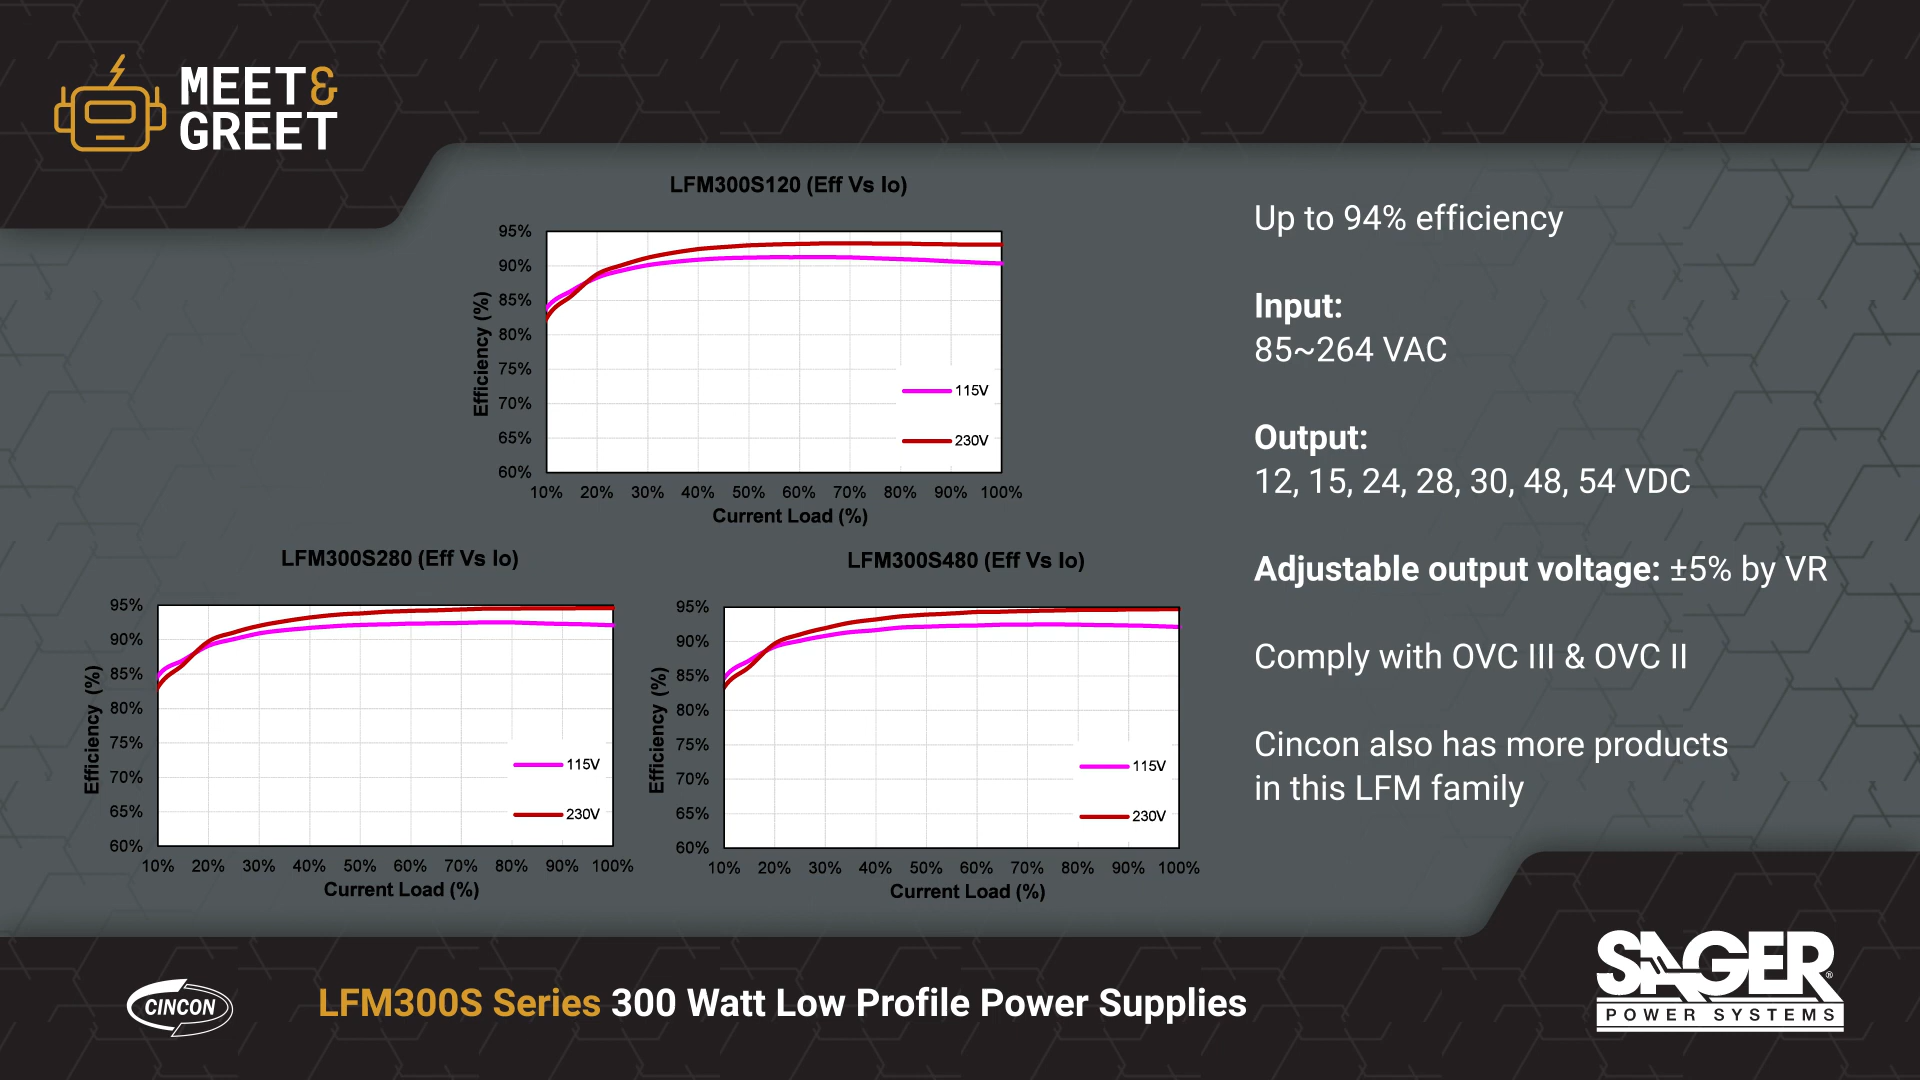 MEET&
GREET
LFM300S120 (Eff Vs Io)
95%
90%
85%
80%
75%
70%
65%
60%
Efficiency (%)
115V
230V
10% 20% 30% 40% 50% 60% 70% 80% 90% 100%
Current Load (%)
LFM300S280 (Eff Vs Io)
95%
90%
85%
80%
75%
70%
65%
60%
Efficiency (%)
115V
230V
10% 20% 30% 40% 50% 60% 70% 80% 90% 100%
Current Load (%)
LFM300S480 (Eff Vs Io)
95%
90%
85%
80%
75%
70%
65%
60%
Efficiency (%)
115V
230V
10% 20% 30% 40% 50% 60% 70% 80% 90% 100%
Current Load (%)
Up to 94% efficiency
Input:
85~264 VAC
Output:
12, 15, 24, 28, 30, 48, 54 VDC
Adjustable output voltage: ±5% by VR
Comply with OVC III & OVC II
Cincon also has more products
in this LFM family
CINCON
LFM300S Series 300 Watt Low Profile Power Supplies
SAGER®
POWER SYSTEMS